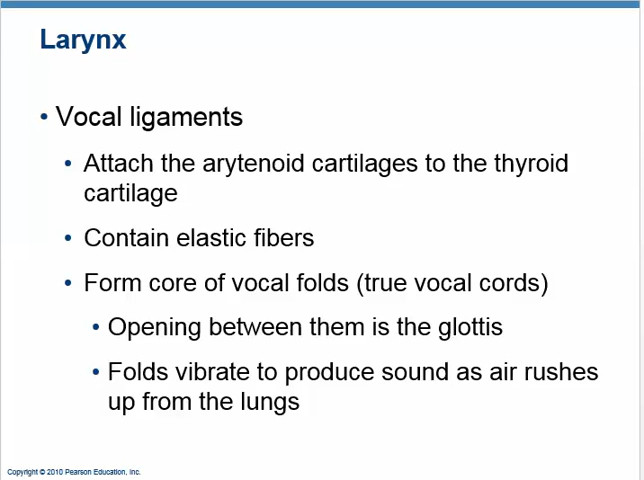 Larynx
• Vocal ligaments
• Attach the arytenoid cartilages to the thyroid
cartilage
• Contain elastic fibers
• Form core of vocal folds (true vocal cords)
• Opening between them is the glottis
• Folds vibrate to produce sound as air rushes
up from the lungs
Copyright © 2010 Pearson Education, Inc.